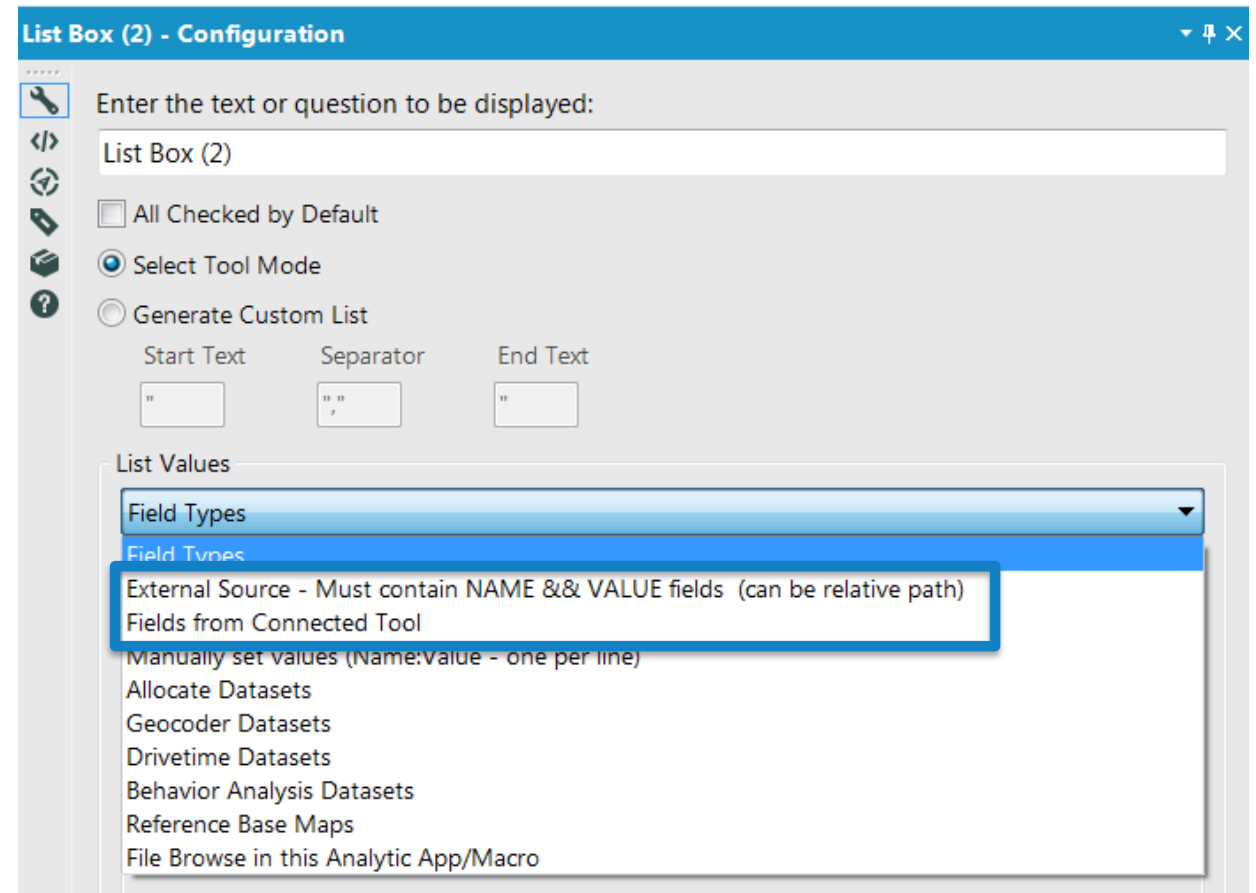 List Box (2) - Configuration
Enter the text or question to be displayed:
List Box (2)
All Checked by Default
Select Tool Mode
Generate Custom List
Start Text Separator End Text
" "," "
List Values
Field Types
Field Types
External Source - Must contain NAME && VALUE fields (can be relative path)
Fields from Connected Tool
Manually set values (Name:Value - one per line)
Allocate Datasets
Geocoder Datasets
Drivetime Datasets
Behavior Analysis Datasets
Reference Base Maps
File Browse in this Analytic App/Macro